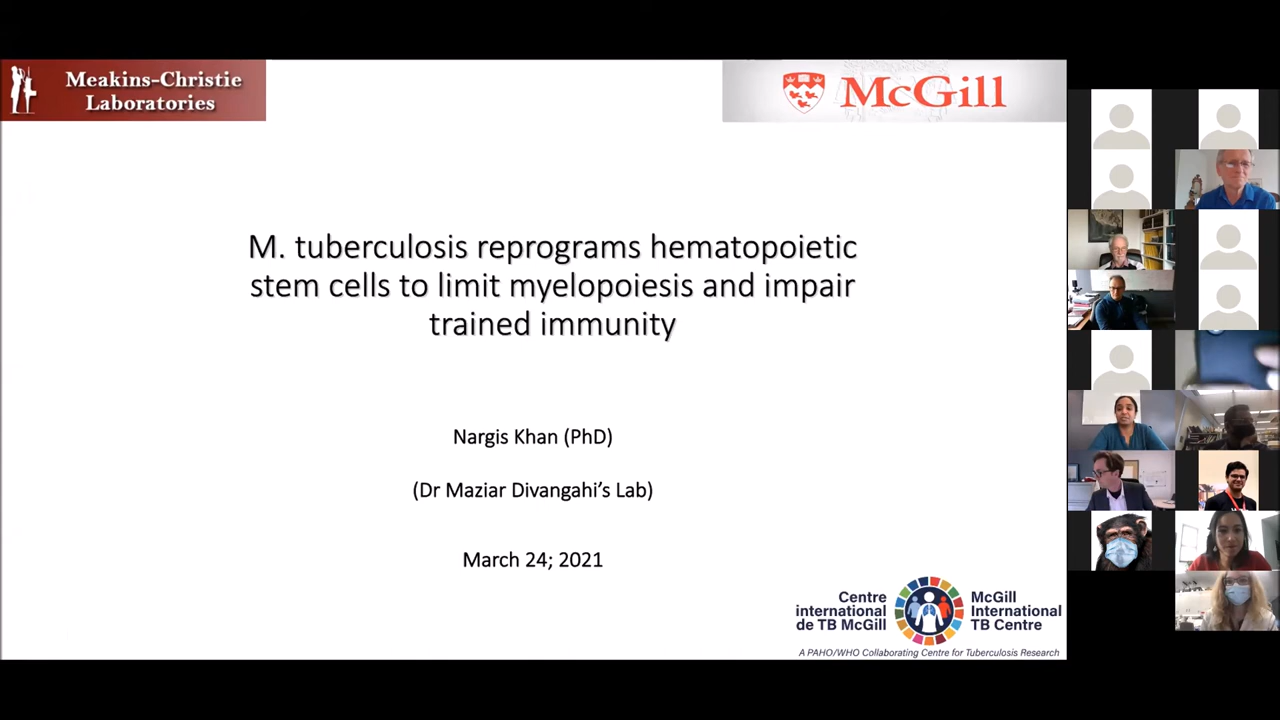 Meakins-Christie
Laboratories
McGill
M. tuberculosis reprograms hematopoietic
stem cells to limit myelopoiesis and impair
trained immunity
Nargis Khan (PhD)
(Dr Maziar Divangahi’s Lab)
March 24; 2021
Centre
international
de TB McGill
McGill
International
TB Centre
A PAHO/WHO Collaborating Centre for Tuberculosis Research